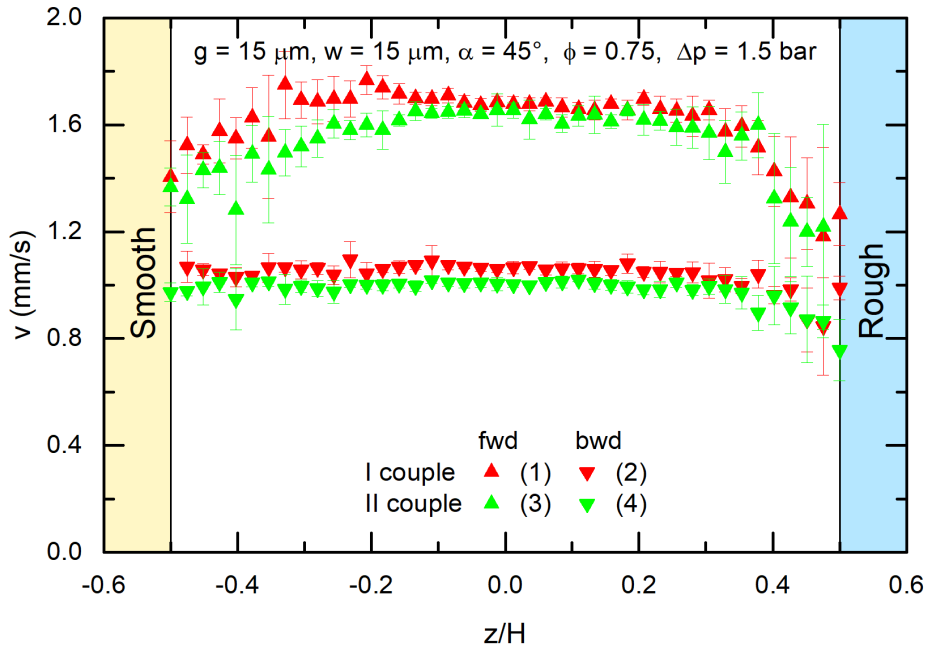 2.0
1.6
1.2
0.8
0.4
0.0
v (mm/s)
g = 15 μm, w = 15 μm, α = 45°, ϕ = 0.75, Δp = 1.5 bar
Smooth
Rough
fwd bwd
I couple (1) (2)
II couple (3) (4)
-0.6 -0.4 -0.2 0.0 0.2 0.4 0.6
z/H